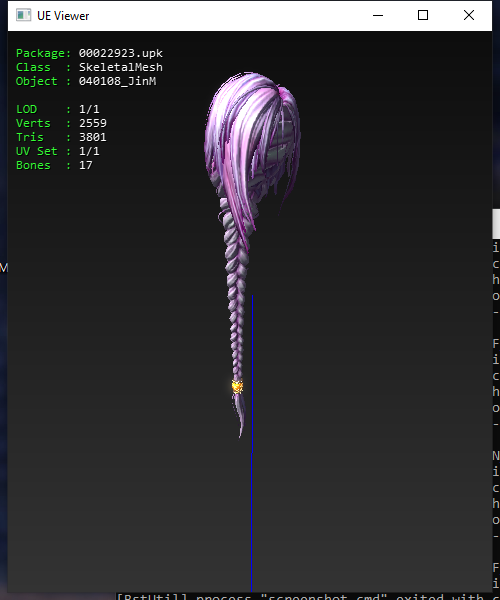 UE Viewer
Package: 00022923.upk
Class : SkeletalMesh
Object : 040108_JinM
LOD : 1/1
Verts : 2559
Tris : 3801
UV Set : 1/1
Bones : 17
i
c
M
h
o
-
F
i
c
h
o
-
N
i
c
h
o
-
F
i
[BstUtil] process "screenshot.cmd" exited with c